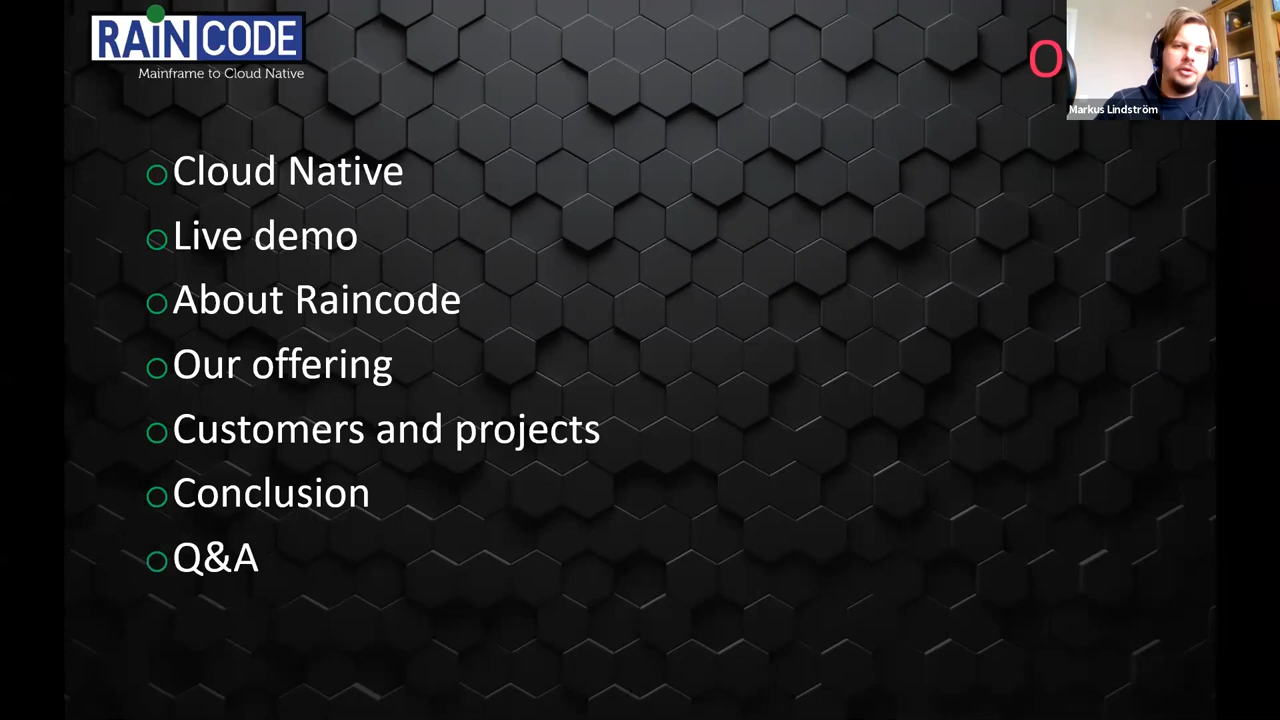 RAINCODE
Mainframe to Cloud Native
O
Markus Lindström
Cloud Native
Live demo
About Raincode
Our offering
Customers and projects
Conclusion
Q&A